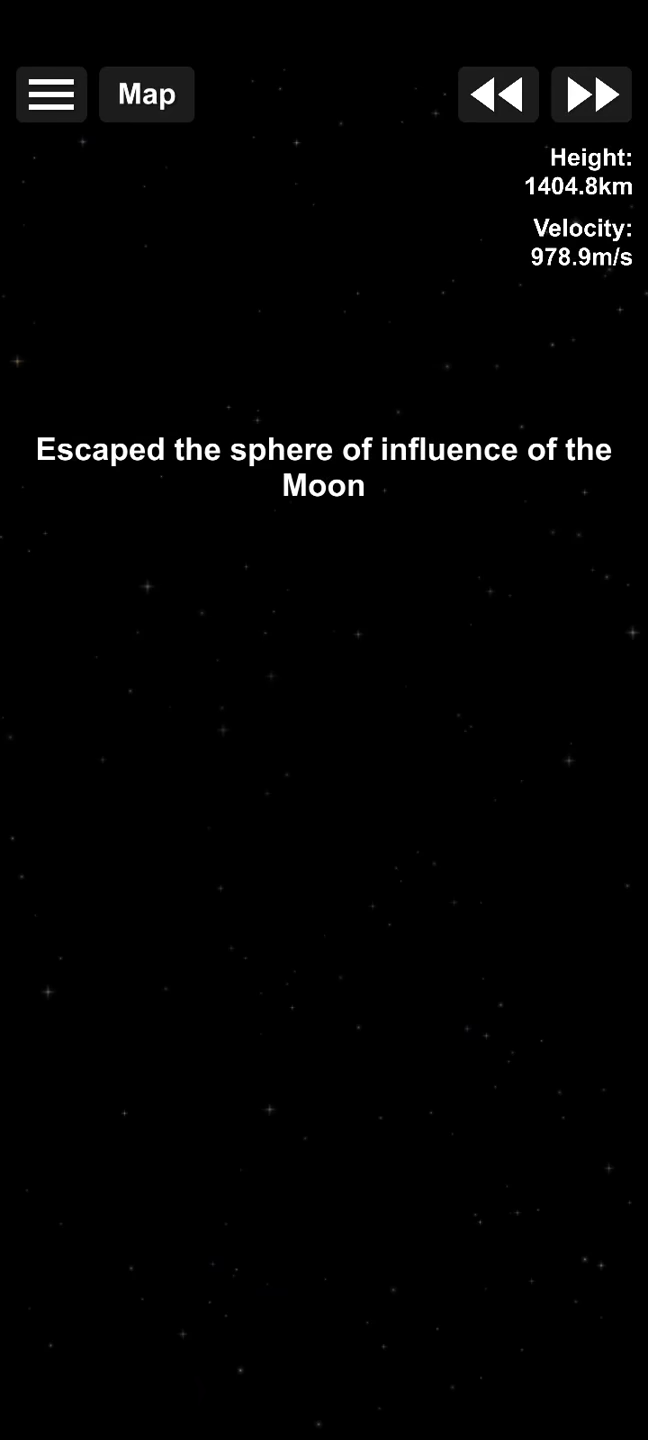 Map
Height:
1404.8km
Velocity:
978.9m/s
Escaped the sphere of influence of the
Moon